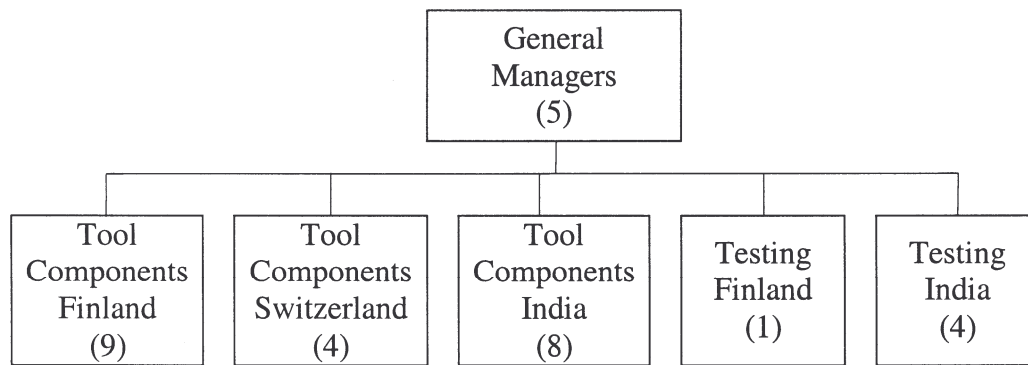 General
Managers
(5)
Tool
Components
Finland
(9)
Tool
Components
Switzerland
(4)
Tool
Components
India
(8)
Testing
Finland
(1)
Testing
India
(4)